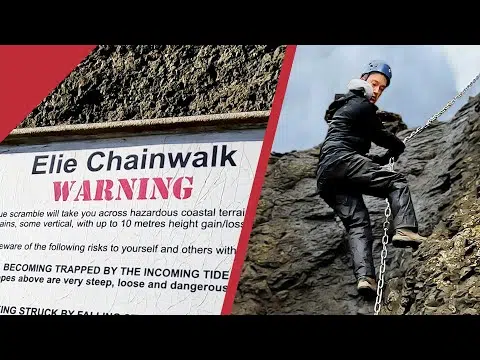 Elie Chainwalk
WARNING
ue scramble will take you across hazardous coastal terrai
ains, some vertical, with up to 10 metres height gain/loss
eware of the following risks to yourself and others with
BECOMING TRAPPED BY THE INCOMING TIDE
pes above are very steep, loose and dangerous
NG STRUCK BY FALLING